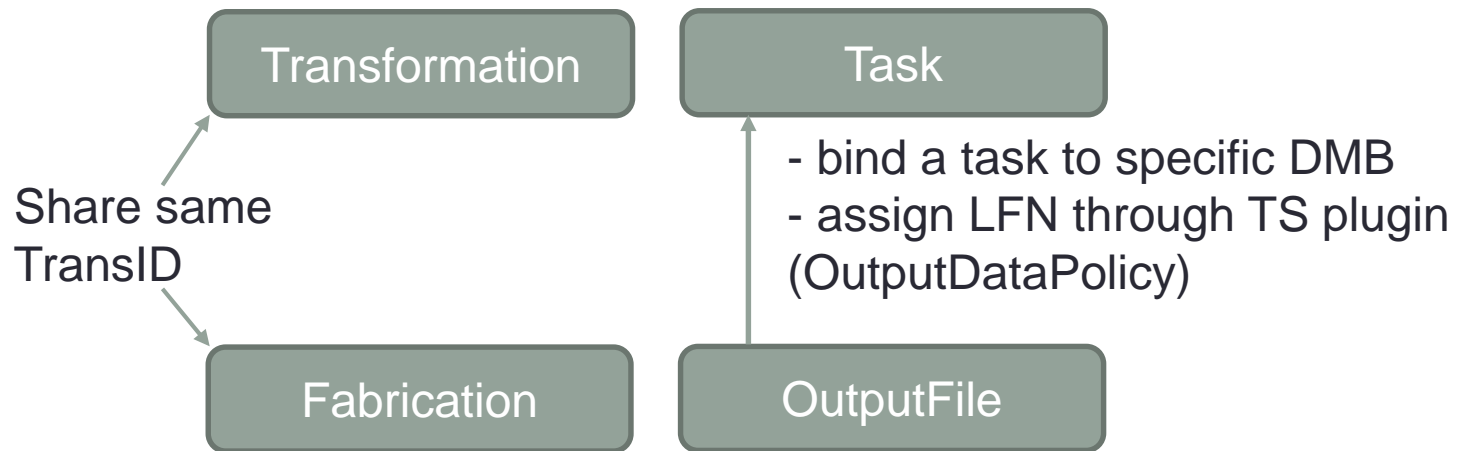 Transformation
Task
Share same
TransID
- bind a task to specific DMB
- assign LFN through TS plugin
(OutputDataPolicy)
Fabrication
OutputFile